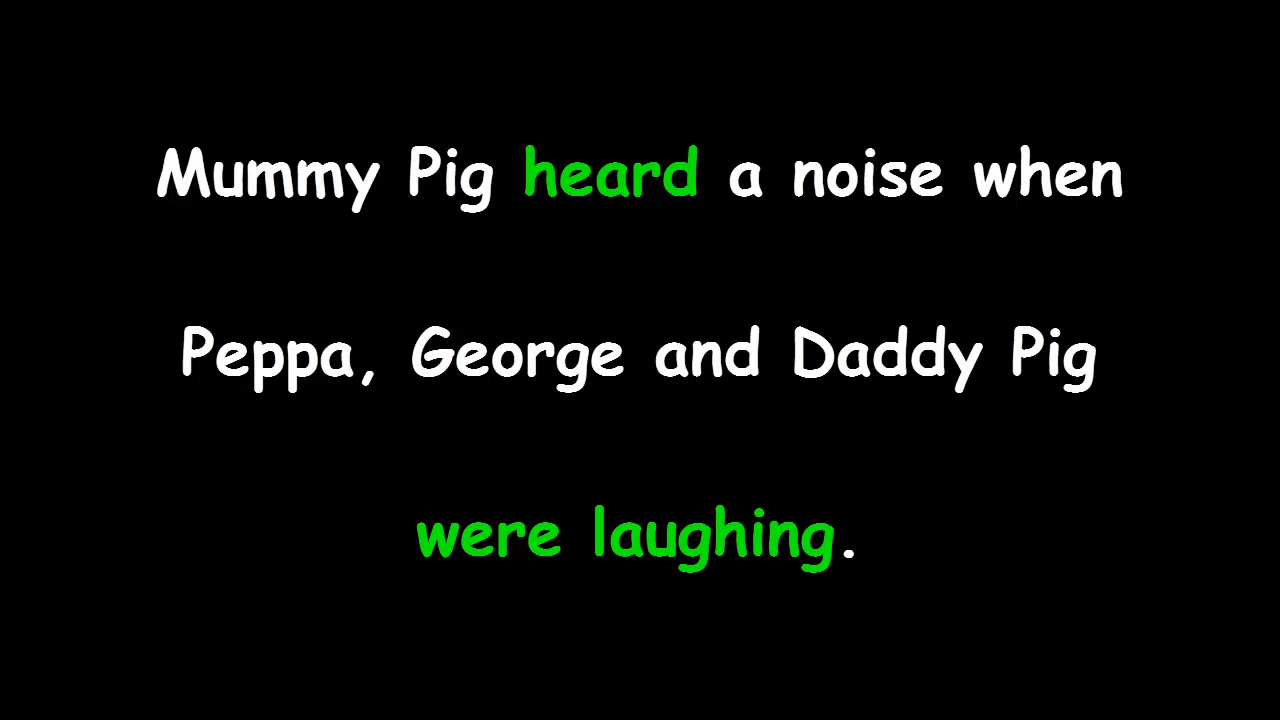 Mummy Pig heard a noise when
Peppa, George and Daddy Pig
were laughing.